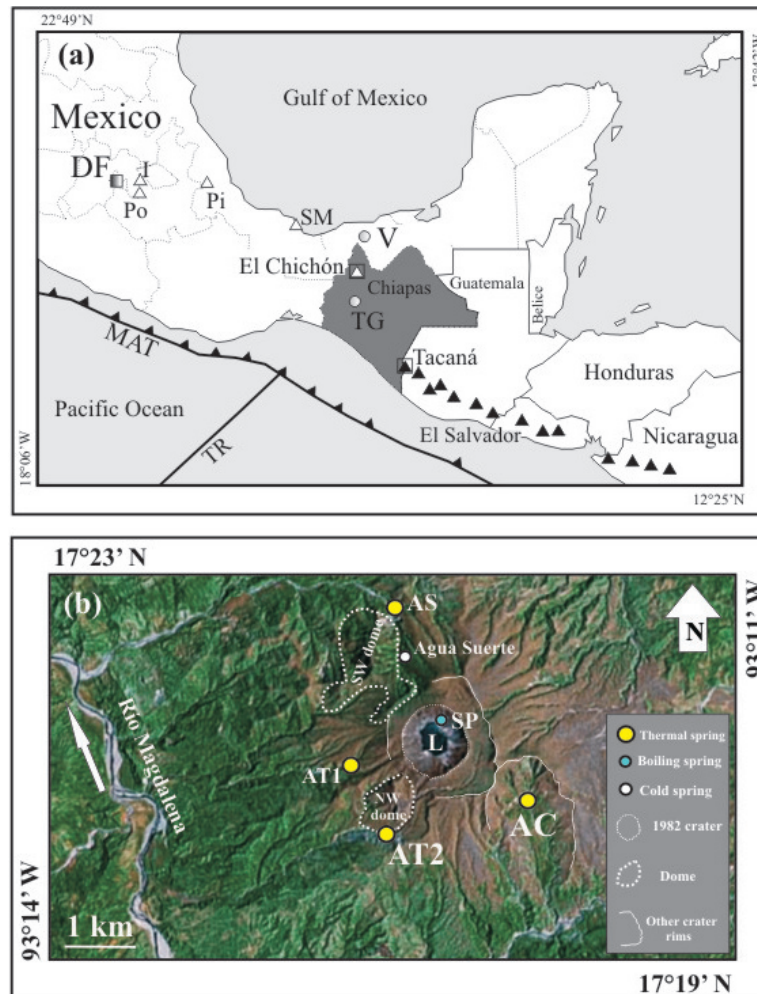 22°49'N
17°12'W
(a)
Gulf of Mexico
Mexico
DF
I
Po
Pi
SM
V
El Chichón
Chiapas
Guatemala
Belice
TG
MAT
Tacaná
Honduras
Pacific Ocean
El Salvador
Nicaragua
TR
18°06'W
12°25'N
17°23' N
93°11' W
(b)
AS
N
SW dome
Agua Suerte
SP
L
Río Magdalena
AT1
NW
dome
AC
AT2
Thermal spring
Boiling spring
Cold spring
1982 crater
Dome
Other crater
rims
93°14' W
1 km
17°19' N